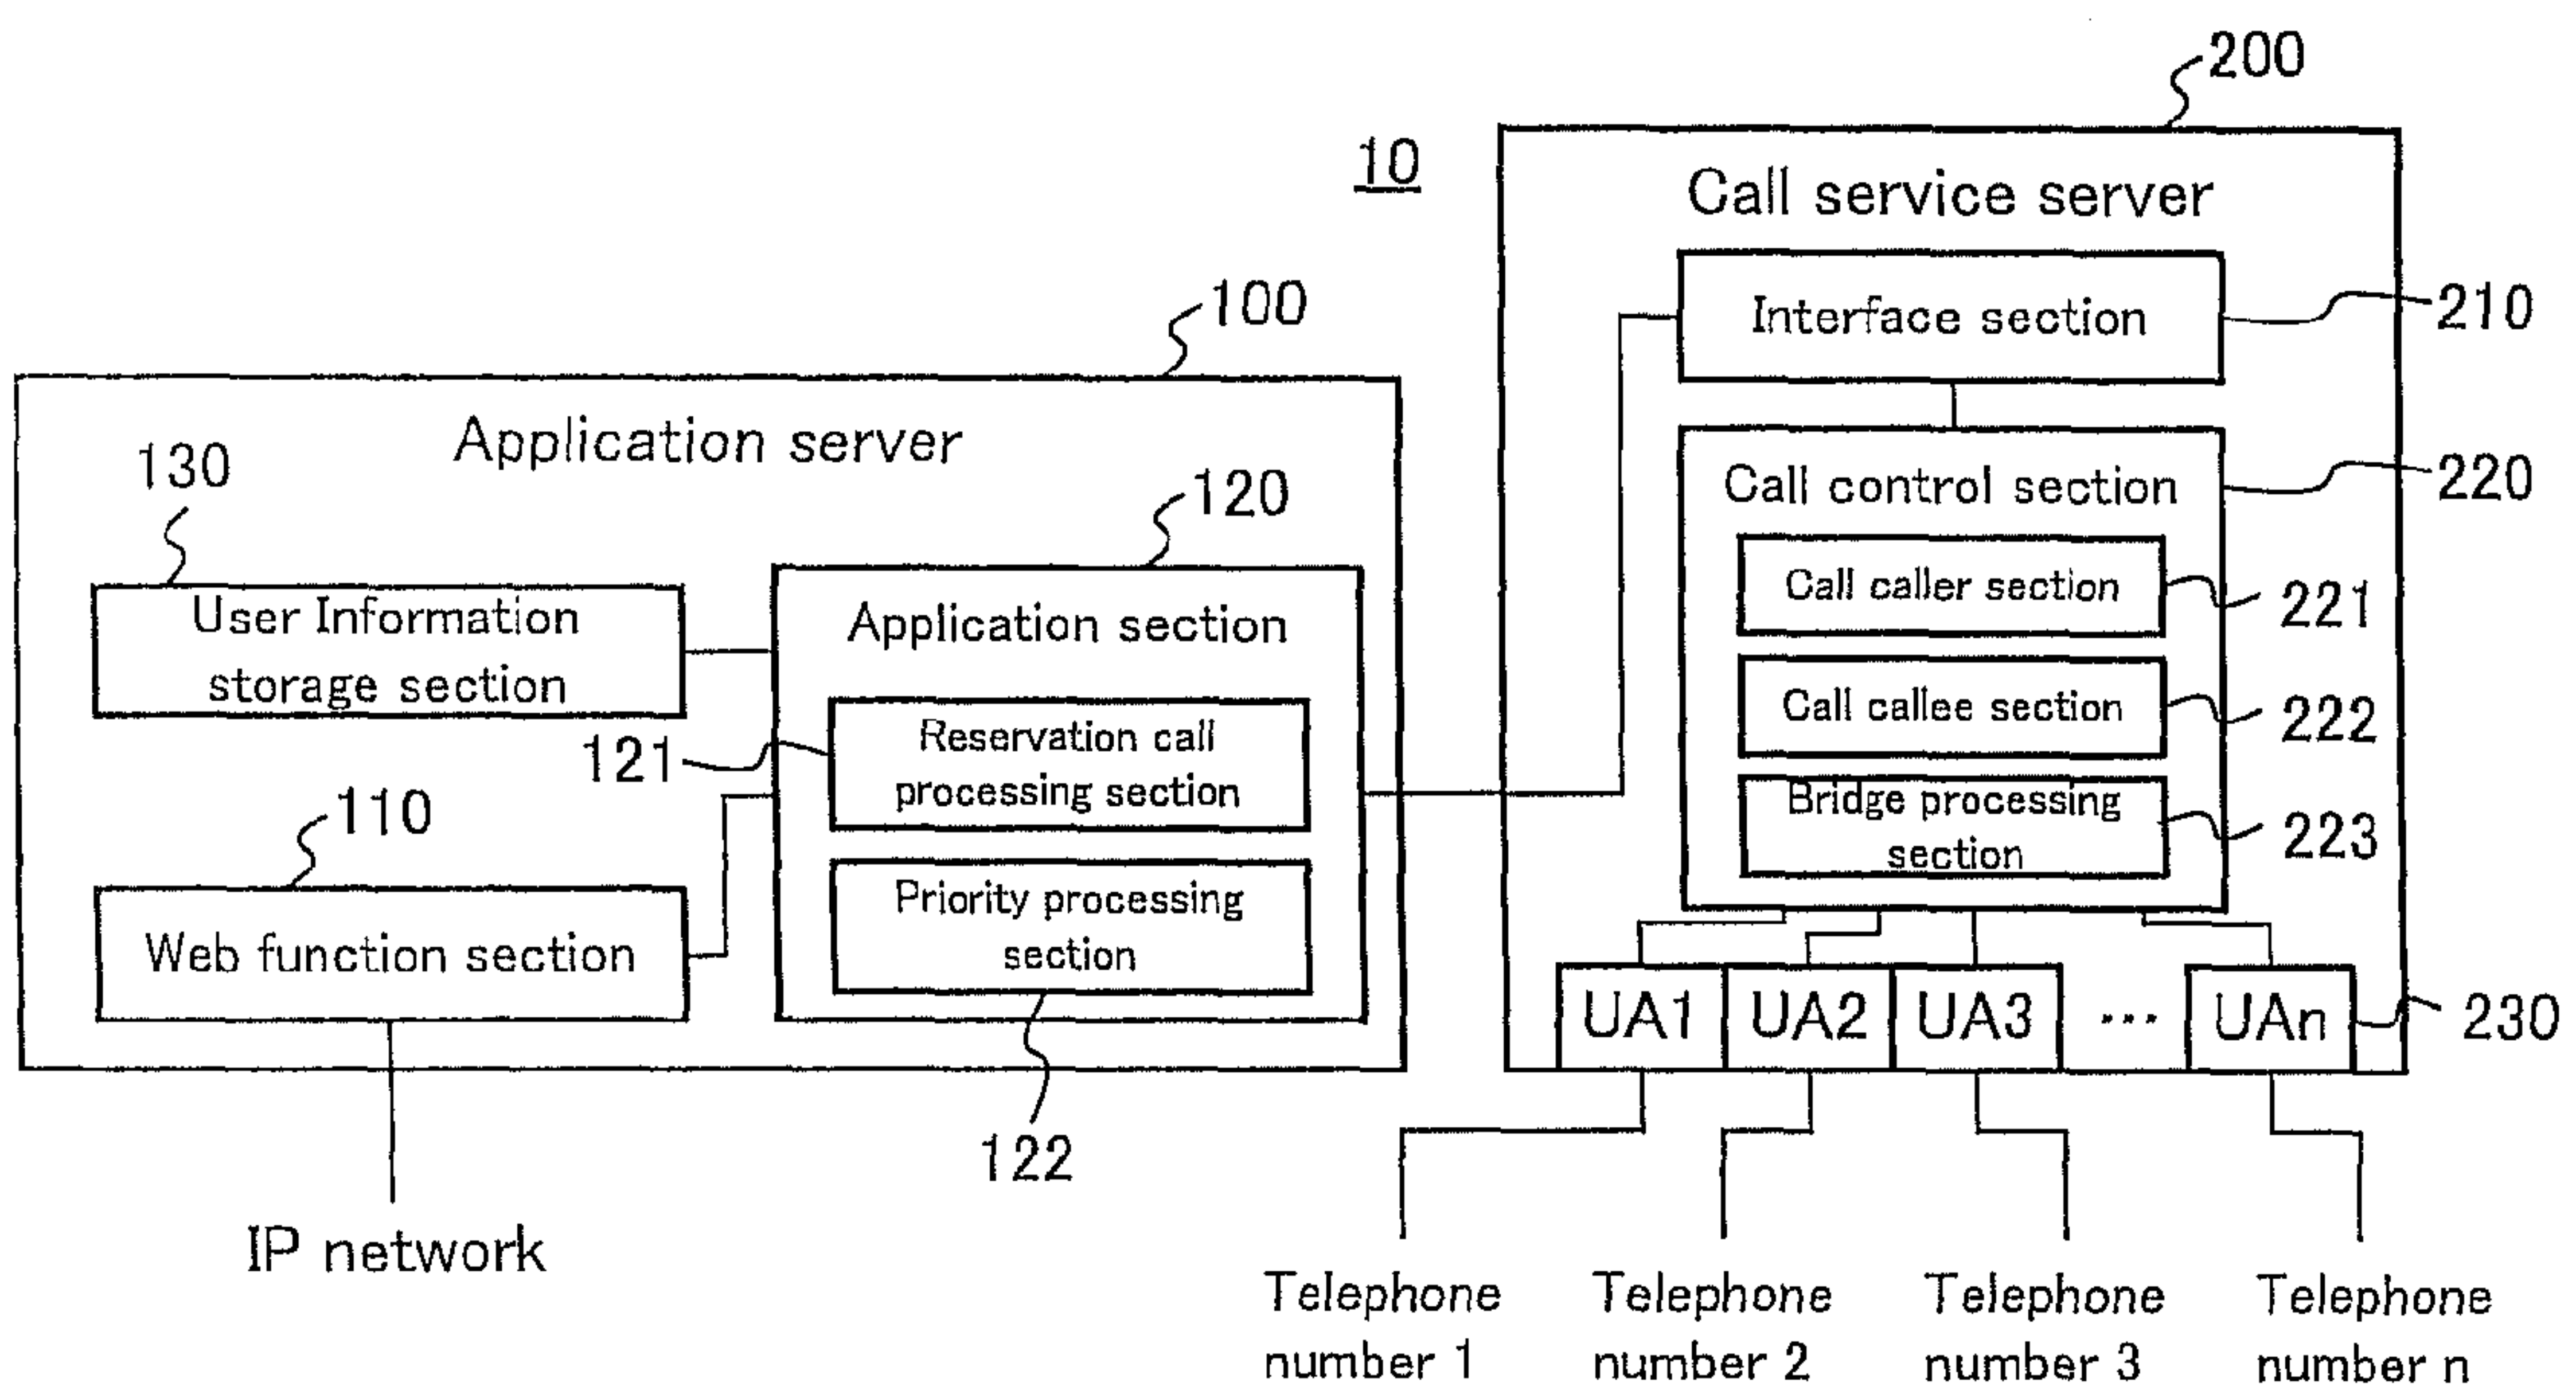 200
10
Call service server
Interface section
210
100
Application server
130
120
Call control section
220
User Information
storage section
Application section
Call caller section
221
Call callee section
222
121
Reservation call
processing section
Bridge processing
section
223
110
Web function section
Priority processing
section
UA1
UA2
UA3
...
UAn
230
122
IP network
Telephone
number 1
Telephone
number 2
Telephone
number 3
Telephone
number n